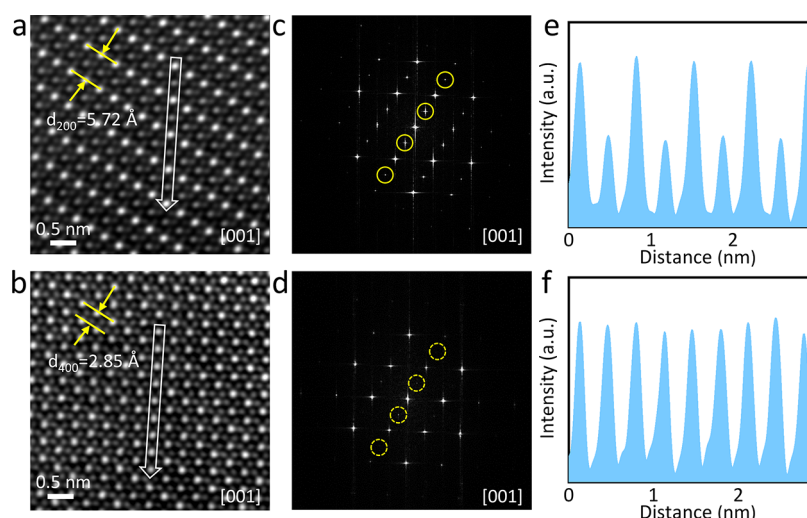 a
d200=5.72 Å
0.5 nm
[001]
c
[001]
e
Intensity (a.u.)
0
1
2
Distance (nm)
b
d400=2.85 Å
0.5 nm
[001]
d
[001]
f
Intensity (a.u.)
0
1
2
Distance (nm)